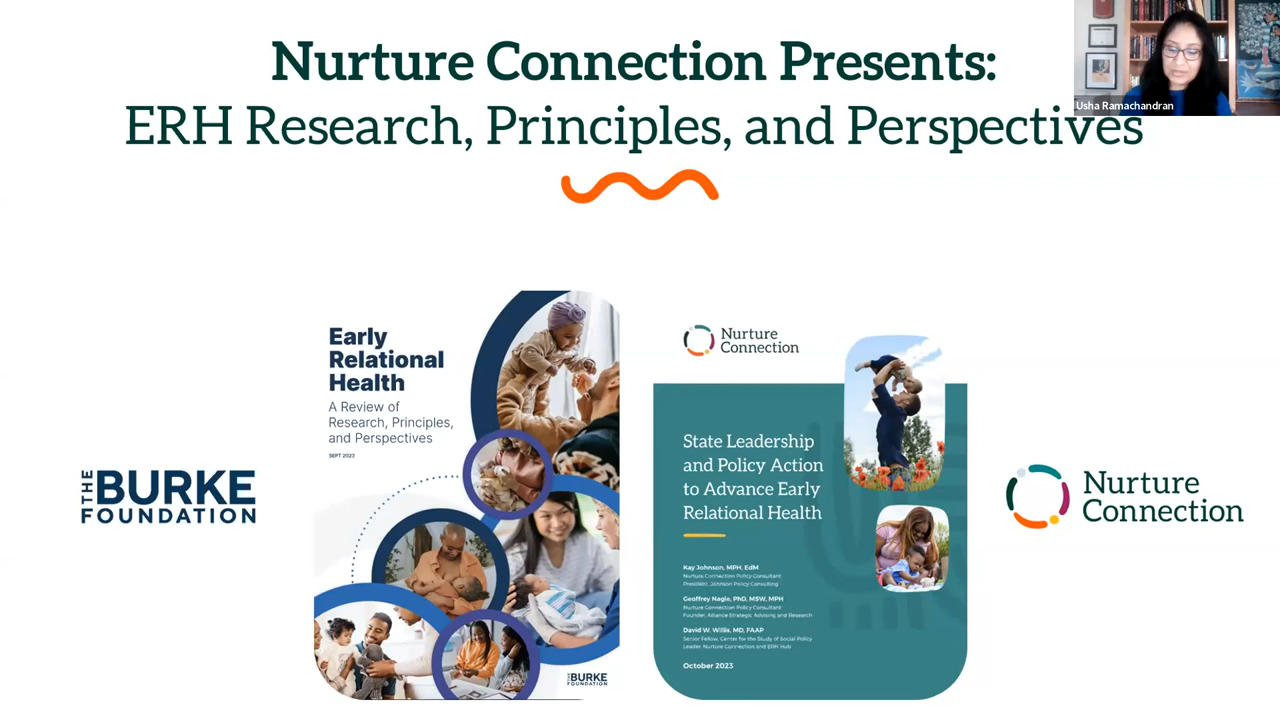 Nurture Connection Presents:
ERH Research, Principles, and Perspectives
Usha Ramachandran
THE BURKE
FOUNDATION
Early
Relational
Health
A Review of
Research, Principles,
and Perspectives
SEPT 2023
THE BURKE
FOUNDATION
Nurture
Connection
State Leadership
and Policy Action
to Advance Early
Relational Health
Kay Johnson, MPH, EdM
Nurture Connection Policy Consultant
President, Johnson Policy Consulting
Geoffrey Nagle, PhD, MSW, MPH
Nurture Connection Policy Consultant
Founder, Alliance Strategic Advising and Research
David W. Willis, MD, FAAP
Senior Fellow, Center for the Study of Social Policy
Leader, Nurture Connection and ERH Hub
October 2023
Nurture
Connection